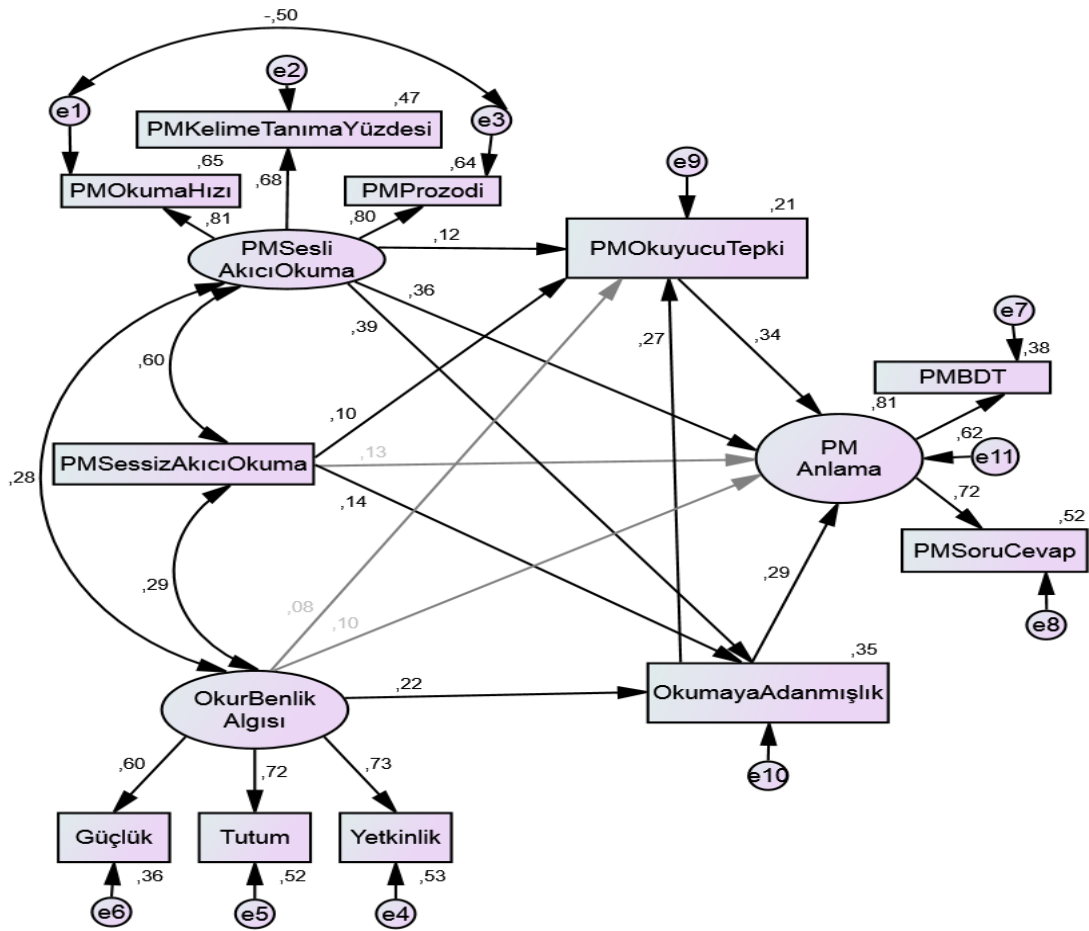 -,50
e1
e2
e3
,47
PMKelimeTanımaYüzdesi
,65
PMOkumaHızı
,68
,64
PMProzodi
,81
,80
PMSesli
AkıcıOkuma
,12
e9
,21
PMOkuyucuTepki
,36
,39
,60
,10
,27
,34
e7
,38
PMBDT
,81
PM
Anlama
,62
e11
,72
,52
PMSoruCevap
e8
PMSessizAkıcıOkuma
,13
,14
,28
,29
,08
,10
,29
,35
OkumayaAdanmışlık
e10
,22
OkurBenlik
Algısı
,60
,72
,73
Güçlük
Tutum
Yetkinlik
,36
,52
,53
e6
e5
e4